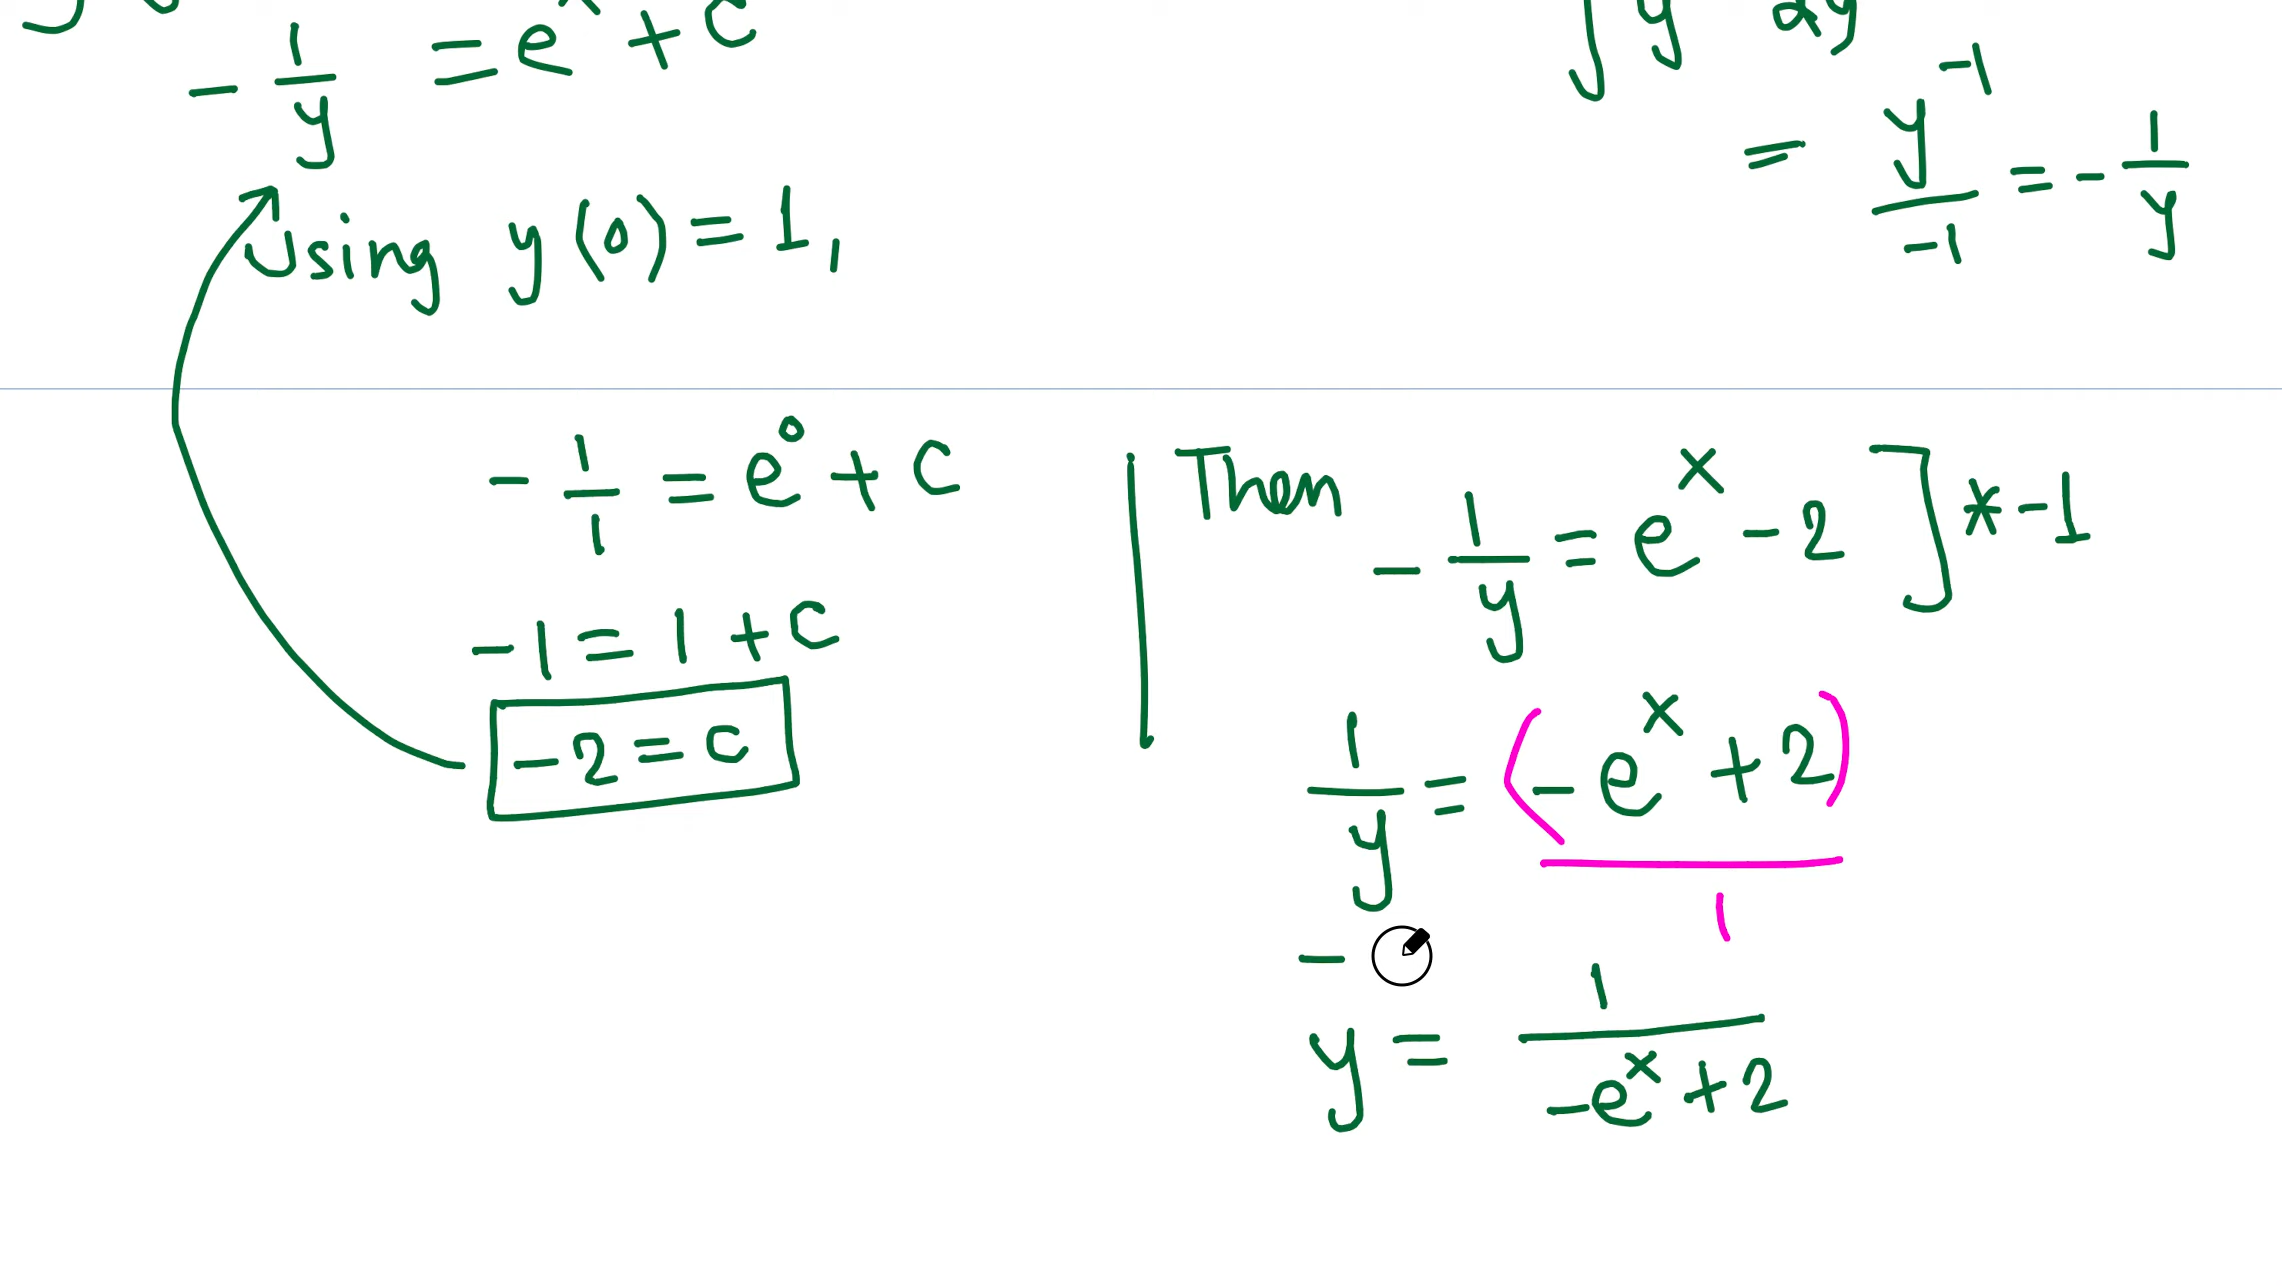 - 1/y = e^x + C
∫ y dy
= y^-1/-1 = - 1/y
Using y(0) = 1,
- 1/1 = e^0 + C
-1 = 1 + C
-2 = C
Then
- 1/y = e^x - 2 ] * -1
1/y = (-e^x + 2)/1
-
y = 1/(-e^x + 2)